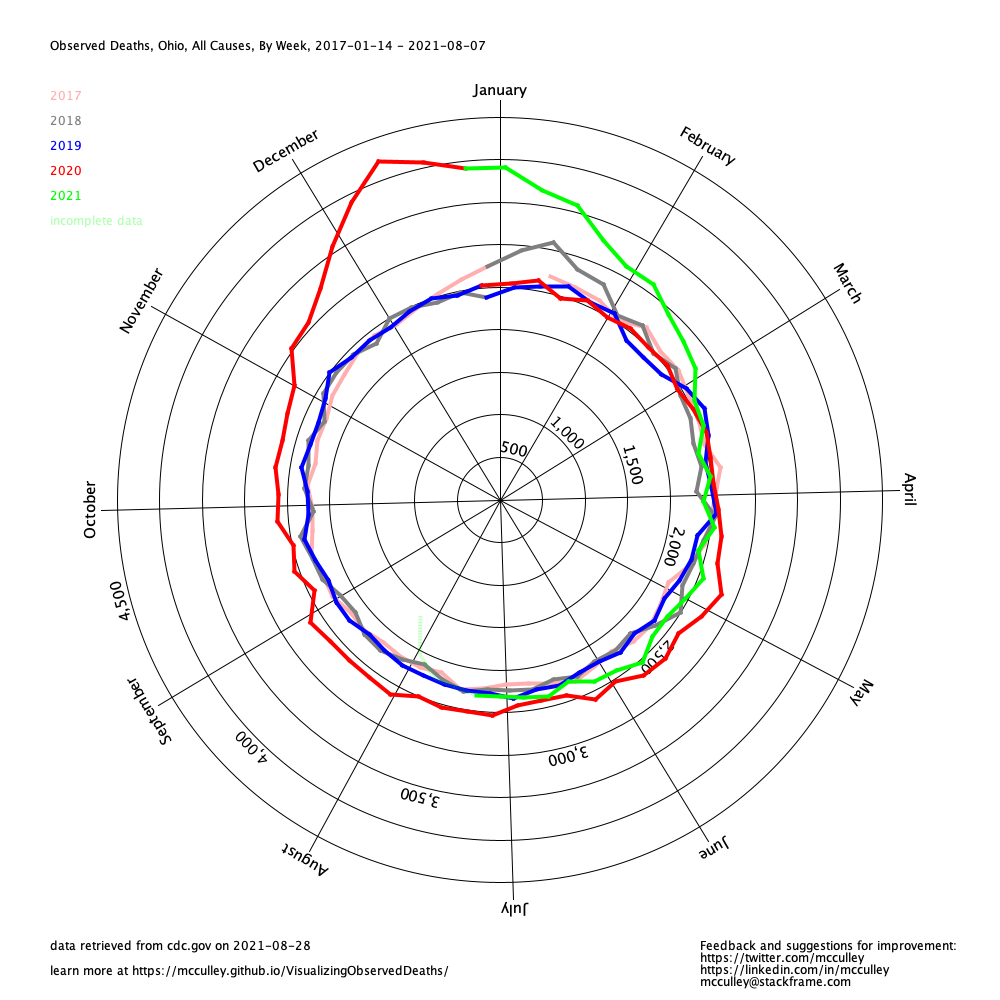 Observed Deaths, Ohio, All Causes, By Week, 2017-01-14 - 2021-08-07
2017
2018
2019
2020
2021
incomplete data
January
February
March
April
May
June
July
August
September
October
November
December
500
1,000
1,500
2,000
2,500
3,000
3,500
4,000
4,500
data retrieved from cdc.gov on 2021-08-28
learn more at https://mcculley.github.io/VisualizingObservedDeaths/
Feedback and suggestions for improvement:
https://twitter.com/mcculley
https://linkedin.com/in/mcculley
mcculley@stackframe.com